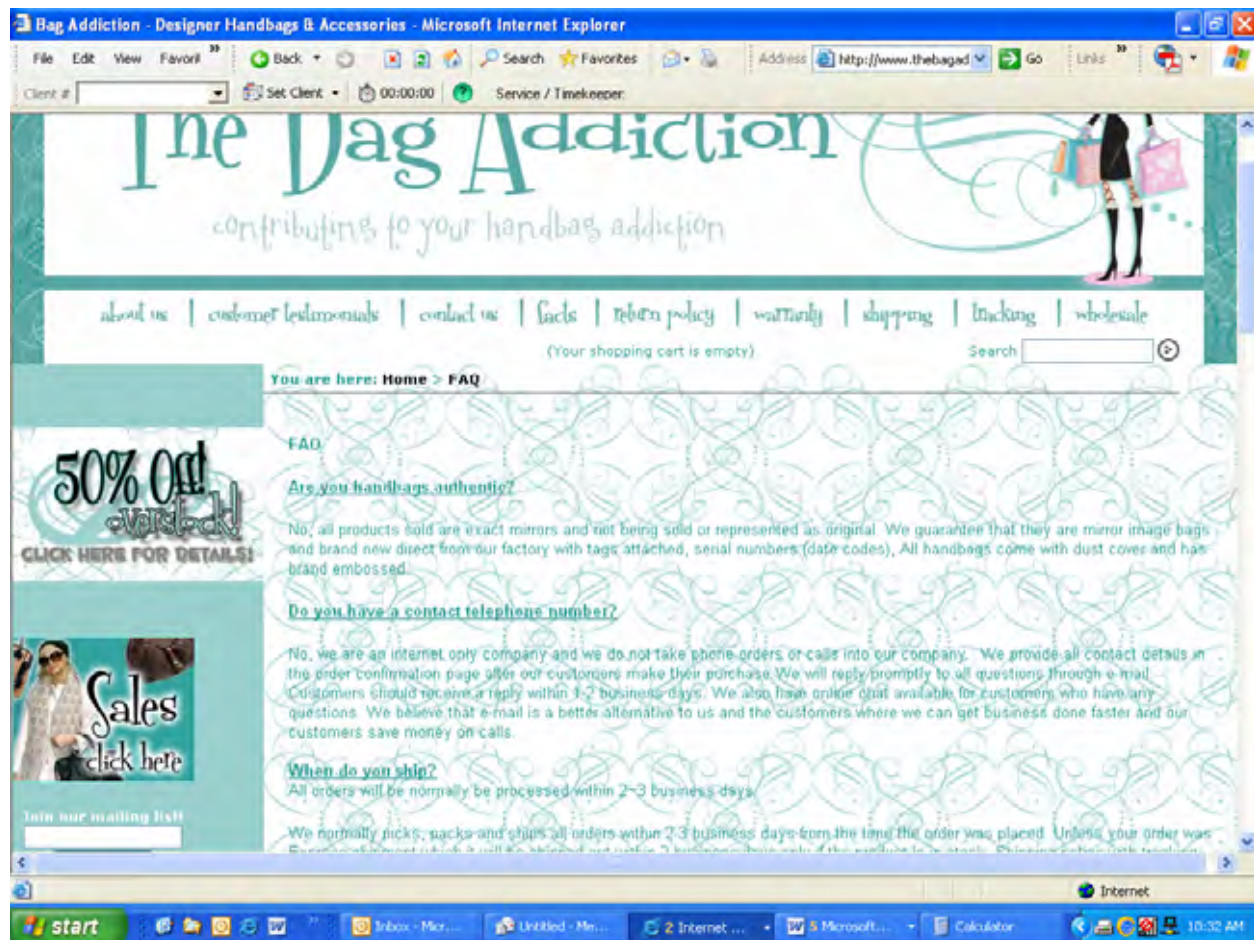 Bag Addiction - Designer Handbags & Accessories - Microsoft Internet Explorer
File Edit View Favori » Back Search Favorites Address http://www.thebagad Go Links »
Client # Set Client 00:00:00 Service / Timekeeper:
The Bag Addiction
contributing to your handbag addiction
about us | customer testimonials | contact us | facts | return policy | warranty | shipping | tracking | wholesale
(Your shopping cart is empty) Search
You are here: Home > FAQ
50% Off!
overstock!
CLICK HERE FOR DETAILS!
Sales
click here
Join our mailing list!
FAQ
Are you handbags authentic?
No, all products sold are exact mirrors and not being sold or represented as original. We guarantee that they are mirror image bags
and brand new direct from our factory with tags attached, serial numbers (date codes), All handbags come with dust cover and has
brand embossed.
Do you have a contact telephone number?
No, we are an internet only company and we do not take phone orders or calls into our company. We provide all contact details in
the order confirmation page after our customers make their purchase. We will reply promptly to all questions through e-mail.
Customers should receive a reply within 1-2 business days. We also have online chat available for customers who have any
questions. We believe that e-mail is a better alternative to us and the customers where we can get business done faster and our
customers save money on calls.
When do you ship?
All orders will be normally be processed within 2~3 business days.
We normally picks, packs and ships all orders within 2-3 business days from the time the order was placed. Unless your order was
Internet
start » Inbox - Micr... Untitled - Me... 2 Internet ... 5 Microsoft... Calculator 10:32 AM